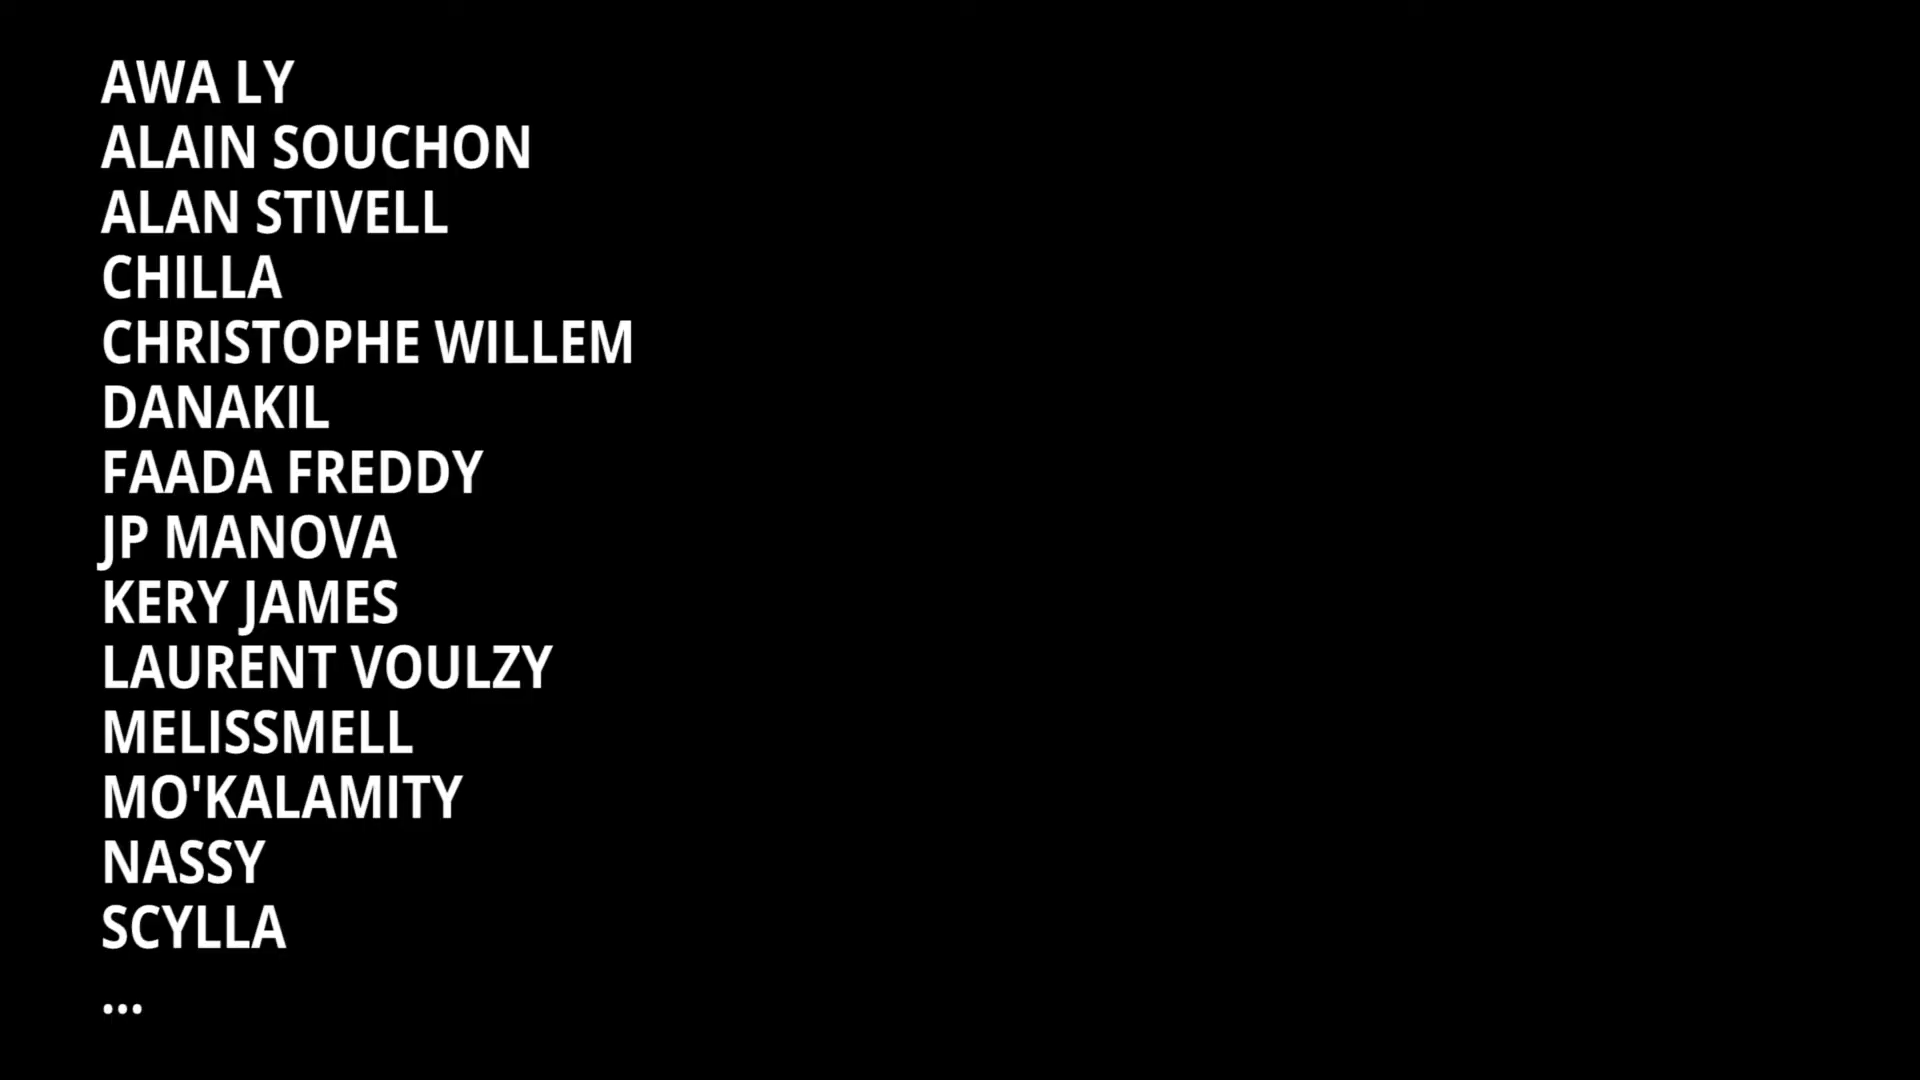 AWA LY
ALAIN SOUCHON
ALAN STIVELL
CHILLA
CHRISTOPHE WILLEM
DANAKIL
FAADA FREDDY
JP MANOVA
KERY JAMES
LAURENT VOULZY
MELISSMELL
MO'KALAMITY
NASSY
SCYLLA
...